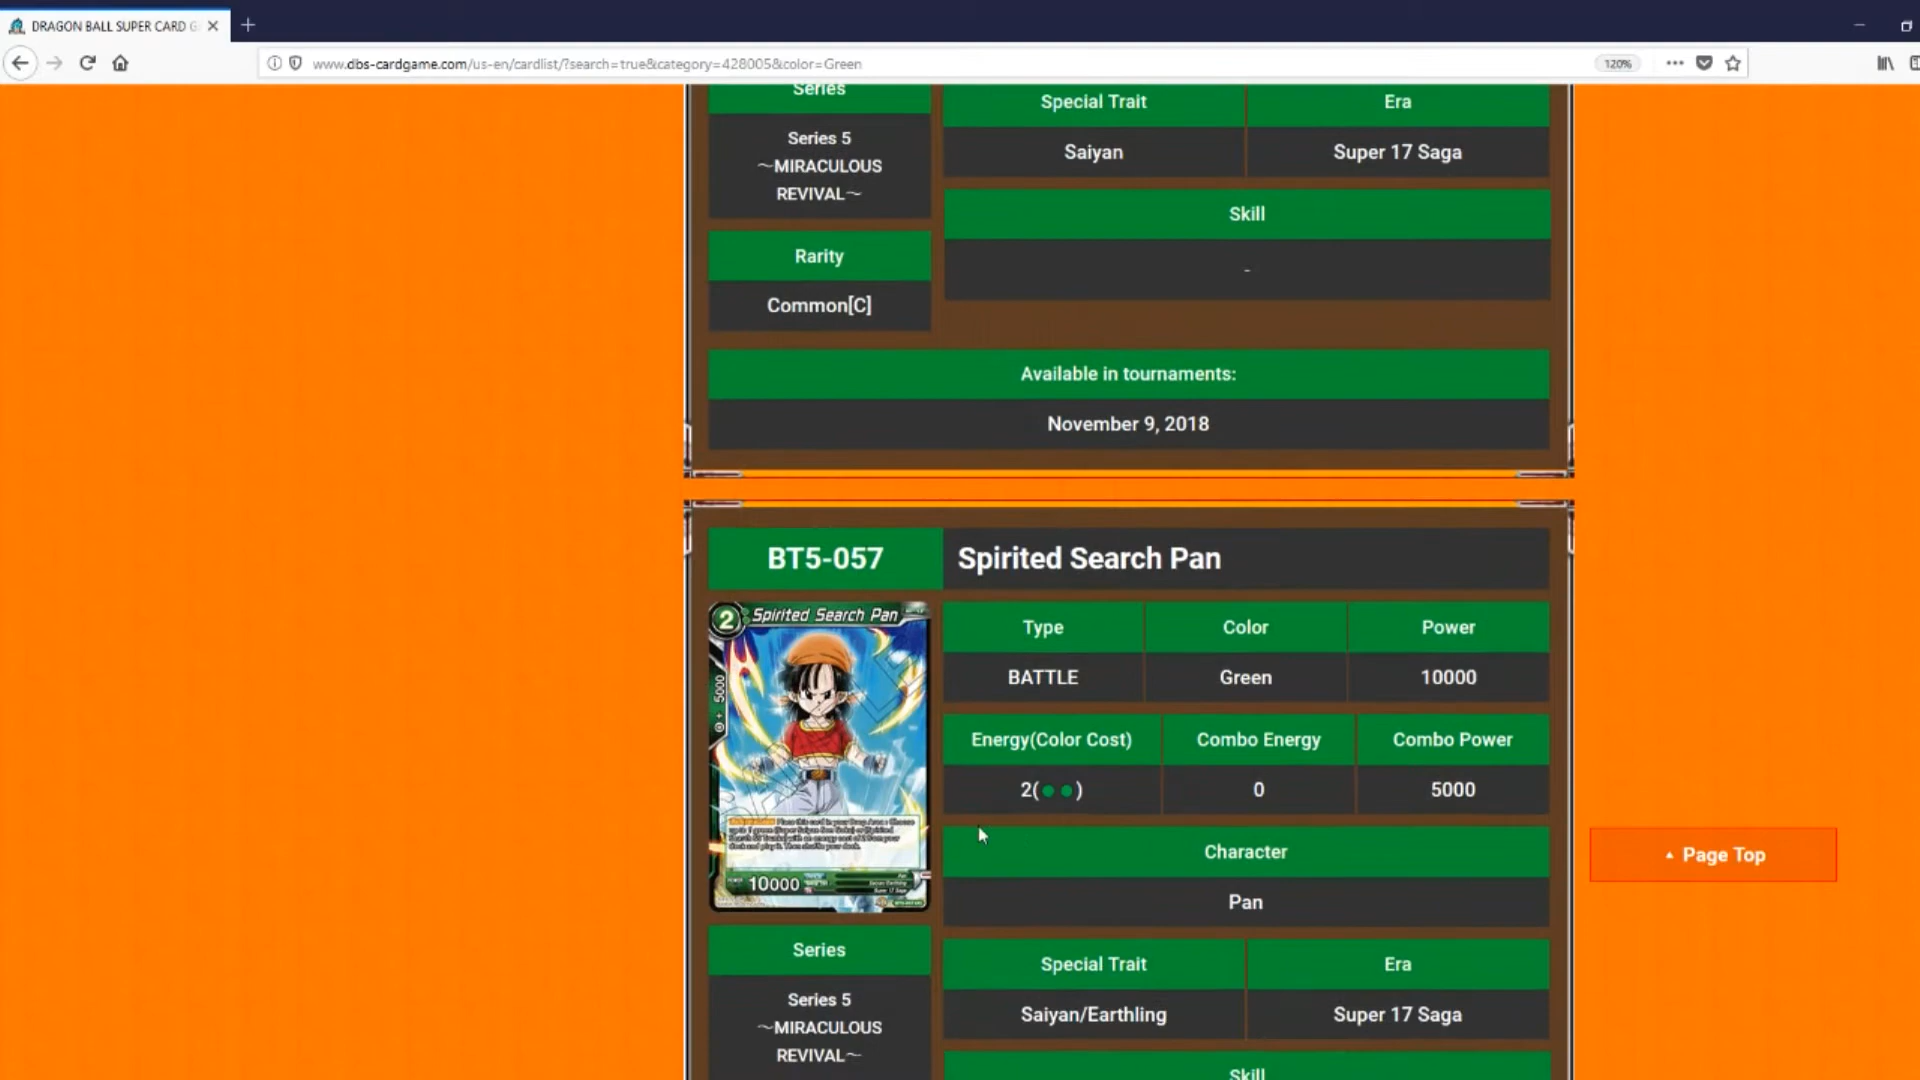 DRAGON BALL SUPER CARD G
www.dbs-cardgame.com/us-en/cardlist/?search=true&category=428005&color=Green
120%
Series
Special Trait
Era
Series 5
～MIRACULOUS
REVIVAL～
Saiyan
Super 17 Saga
Skill
-
Rarity
Common[C]
Available in tournaments:
November 9, 2018
BT5-057
Spirited Search Pan
2
Spirited Search Pan
5000
10000
Type
Color
Power
BATTLE
Green
10000
Energy(Color Cost)
Combo Energy
Combo Power
2(●●)
0
5000
Character
Pan
Page Top
Series
Special Trait
Era
Series 5
～MIRACULOUS
REVIVAL～
Saiyan/Earthling
Super 17 Saga
Skill